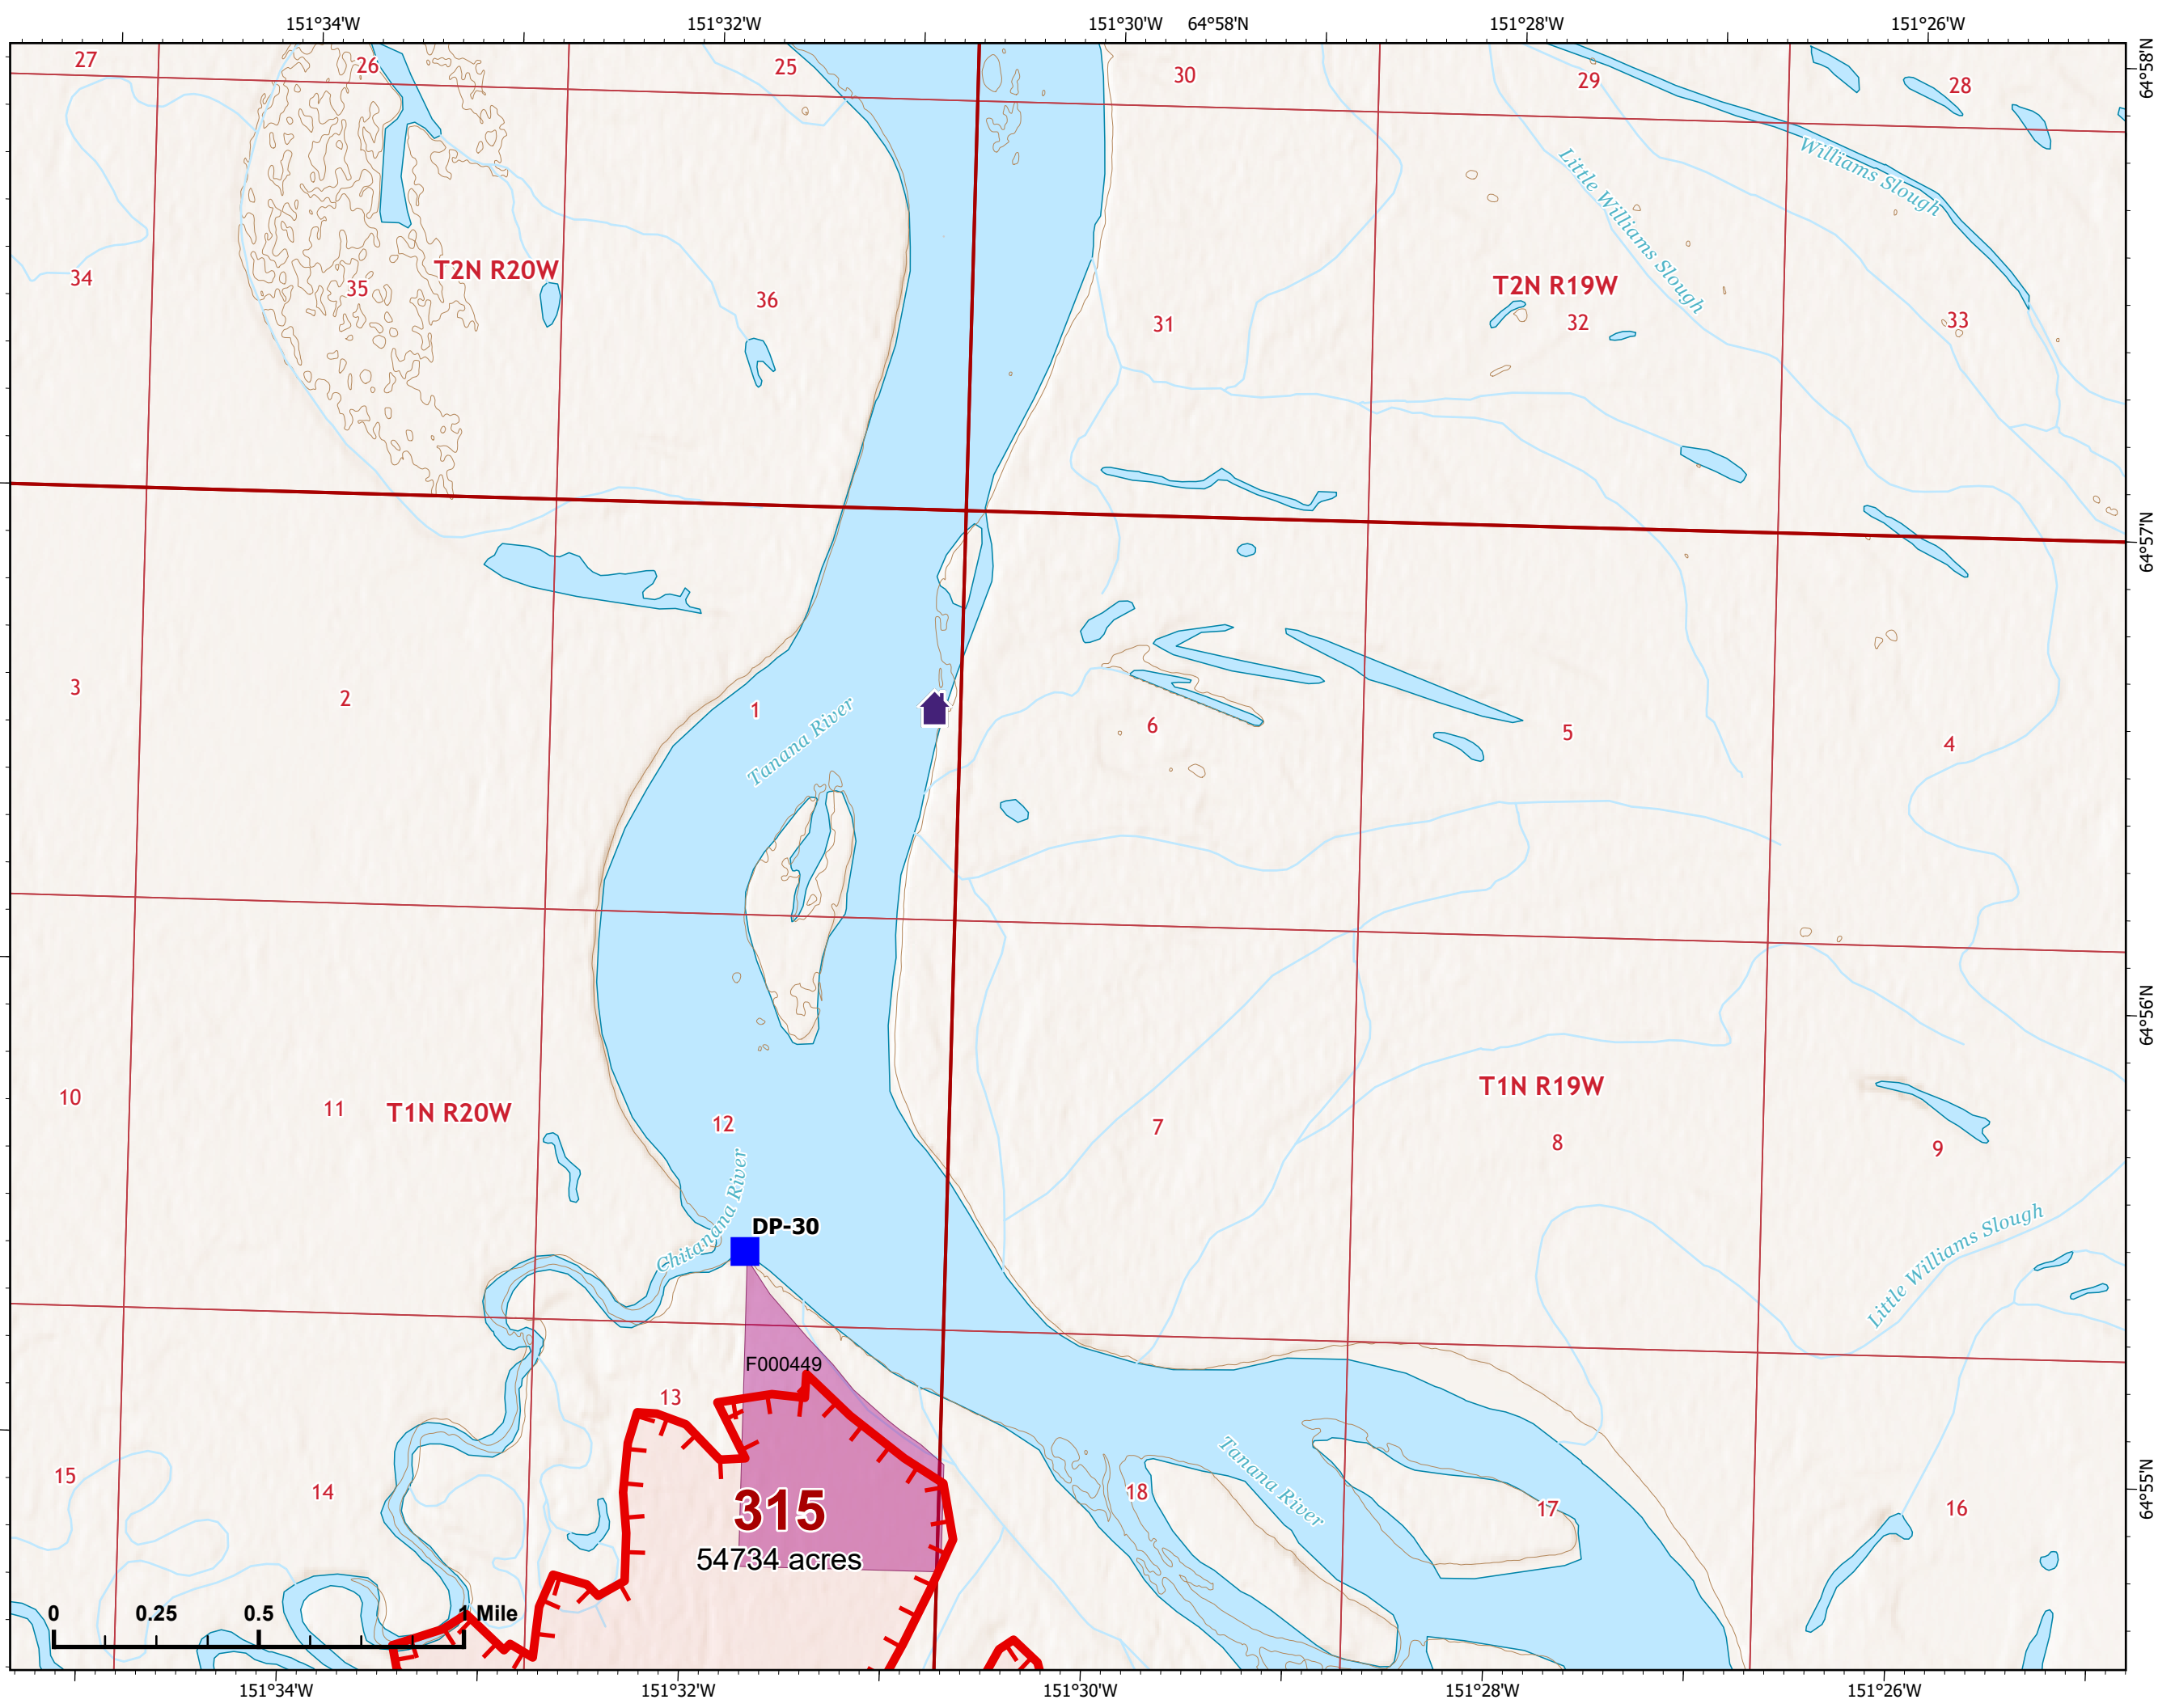 151°34'W
151°32'W
151°30'W
64°58'N
151°28'W
151°26'W
27
26
25
30
29
28
64°58'N
Williams Slough
Little Williams Slough
34
35
T2N R20W
36
31
T2N R19W
32
33
64°57'N
3
2
1
Tanana River
6
5
4
64°56'N
10
11
T1N R20W
12
7
T1N R19W
8
9
Chitanana River
DP-30
Little Williams Slough
F000449
13
15
14
315
54734 acres
18
Tanana River
17
16
64°55'N
0
0.25
0.5
1 Mile
151°34'W
151°32'W
151°30'W
151°28'W
151°26'W